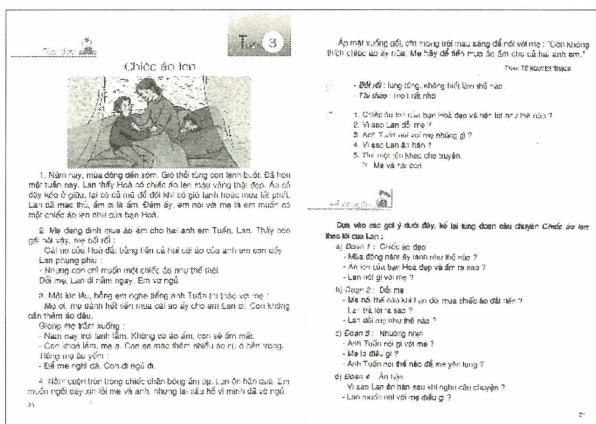 Tuần 3
Tập đọc
Chiếc áo len
1. Năm nay, mùa đông đến sớm. Gió thổi từng cơn lạnh buốt. Đã hơn
một tuần nay, Lan thấy Hoà có chiếc áo len màu vàng thật đẹp. Áo có
dây kéo ở giữa, lại có cả mũ để đội khi có gió lạnh hoặc mưa lất phất.
Lan đã mặc thử, ấm ơi là ấm. Đêm ấy, em nói với mẹ là em muốn có
một chiếc áo len như của bạn Hoà.
2. Mẹ đang định mua áo ấm cho hai anh em Tuấn, Lan. Thấy con
gái nói vậy, mẹ bối rối :
- Cái áo của Hoà đắt bằng tiền cả hai cái áo của anh em con đấy.
Lan phụng phịu :
- Nhưng con chỉ muốn một chiếc áo như thế thôi.
Dỗi mẹ, Lan đi nằm ngay. Em vờ ngủ.
3. Một lúc lâu, bỗng em nghe tiếng anh Tuấn thì thào với mẹ :
- Mẹ ơi, mẹ dành hết tiền mua cái áo ấy cho em Lan đi. Con không
cần thêm áo đâu.
Giọng mẹ trầm xuống :
- Năm nay trời lạnh lắm. Không có áo ấm, con sẽ ốm mất.
- Con khoẻ lắm, mẹ ạ. Con sẽ mặc thêm nhiều áo cũ ở bên trong.
Tiếng mẹ âu yếm :
- Để mẹ nghĩ đã. Con đi ngủ đi.
4. Nằm cuộn tròn trong chiếc chăn bông ấm áp, Lan ân hận quá. Em
muốn ngồi dậy xin lỗi mẹ và anh, nhưng lại xấu hổ vì mình đã vờ ngủ.
20
Áp mặt xuống gối, em mong trời mau sáng để nói với mẹ : "Con không
thích chiếc áo ấy nữa. Mẹ hãy để tiền mua áo ấm cho cả hai anh em."
Theo TỪ NGUYÊN THẠCH
- Bối rối : lúng túng, không biết làm thế nào.
- Thì thào : (nói) rất nhỏ.
1. Chiếc áo len của bạn Hoà đẹp và tiện lợi như thế nào ?
2. Vì sao Lan dỗi mẹ ?
3. Anh Tuấn nói với mẹ những gì ?
4. Vì sao Lan ân hận ?
5. Tìm một tên khác cho truyện.
M: Mẹ và hai con
Kể chuyện
Dựa vào các gợi ý dưới đây, kể lại từng đoạn câu chuyện Chiếc áo len
theo lời của Lan :
a) Đoạn 1 : Chiếc áo đẹp
- Mùa đông năm ấy lạnh như thế nào ?
- Áo len của bạn Hoà đẹp và ấm ra sao ?
- Lan nói gì với mẹ ?
b) Đoạn 2 : Dỗi mẹ
- Mẹ nói thế nào khi Lan đòi mua chiếc áo đắt tiền ?
- Lan trả lời ra sao ?
- Lan dỗi mẹ như thế nào ?
c) Đoạn 3 : Nhường nhịn
- Anh Tuấn nói gì với mẹ ?
- Mẹ lo điều gì ?
- Anh Tuấn nói thế nào để mẹ yên lòng ?
d) Đoạn 4 : Ân hận
- Vì sao Lan ân hận sau khi nghe câu chuyện ?
- Lan muốn nói với mẹ điều gì ?
21